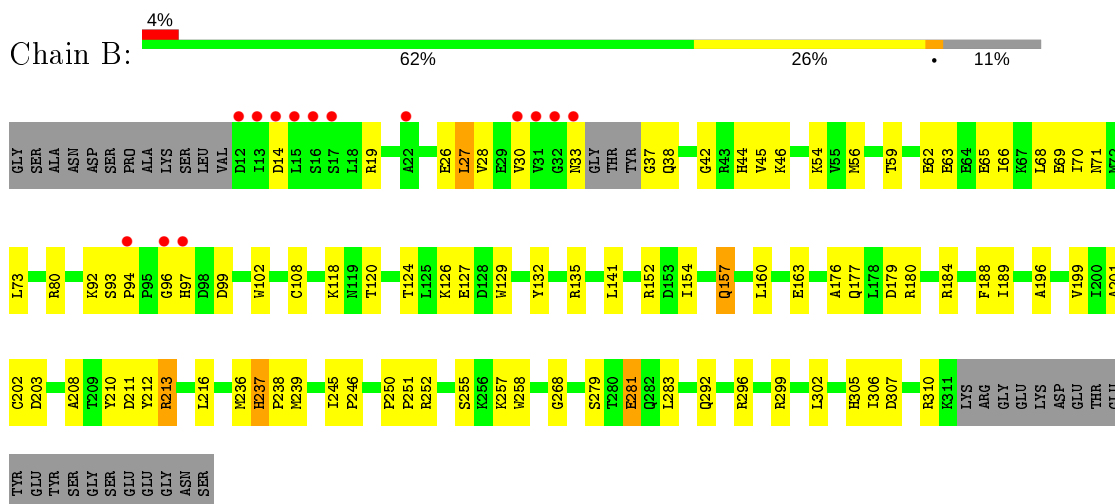 4%
Chain B:
62% 26% • 11%
GLY SER ALA ASN ASP SER PRO ALA LYS SER LEU VAL D12 I13 D14 L15 S16 S17 L18 R19 A22 E26 L27 V28 E29 V30 V31 G32 N33 GLY THR TYR G37 Q38 G42 R43 H44 V45 K46 K54 V55 M56 T59 E62 E63 E64 E65 I66 K67 L68 E69 I70 N71 M72
L73 R80 K92 S93 P94 P95 G96 H97 D98 D99 W102 C108 K118 N119 T120 T124 L125 K126 E127 D128 W129 Y132 R135 L141 R152 D153 I154 Q157 L160 E163 A176 Q177 L178 D179 R180 R184 F188 I189 A196 V199 I200 A201
C202 D203 A208 T209 Y210 D211 Y212 R213 L216 M236 H237 P238 M239 I245 P246 P250 P251 R252 S255 K256 K257 W258 G268 S279 T280 E281 Q282 L283 Q292 R296 R299 L302 H305 I306 D307 R310 K311 LYS ARG GLY GLU GLU LYS ASP GLU THR GLU
TYR GLU TYR SER GLY SER GLU GLU GLY ASN SER